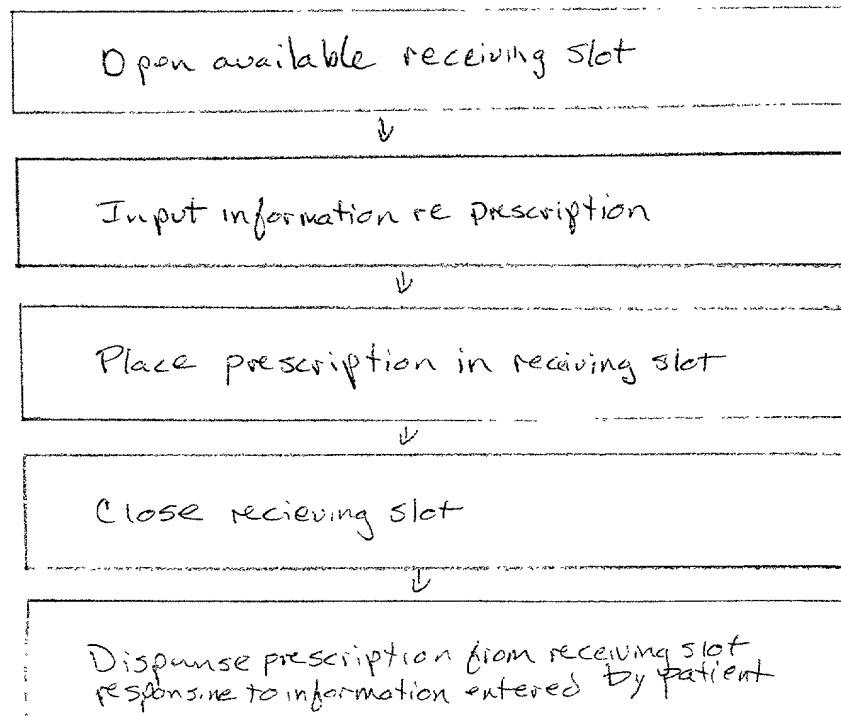 Open available receiving slot
Input information re prescription
Place prescription in receiving slot
Close recieving slot
Dispunse prescription from receiving slot
responsive to information entered by patient